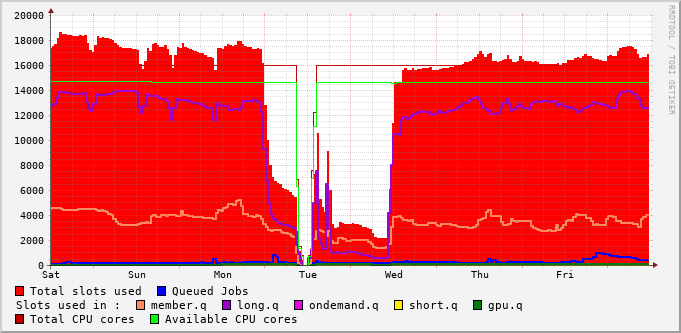 20000
18000
16000
14000
12000
10000
8000
6000
4000
2000
0
Sat Sun Mon Tue Wed Thu Fri
RRDTOOL / TOBI OETIKER
Total slots used Queued Jobs
Slots used in : member.q long.q ondemand.q short.q gpu.q
Total CPU cores Available CPU cores